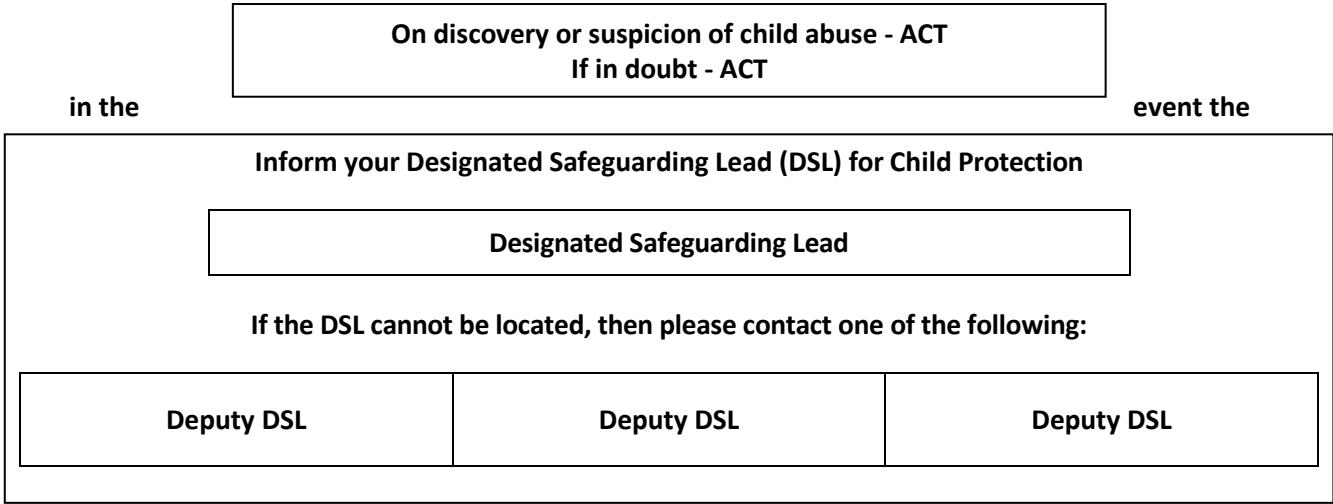 On discovery or suspicion of child abuse - ACT
If in doubt - ACT
in the event the
Inform your Designated Safeguarding Lead (DSL) for Child Protection
Designated Safeguarding Lead
If the DSL cannot be located, then please contact one of the following:
Deputy DSL Deputy DSL Deputy DSL